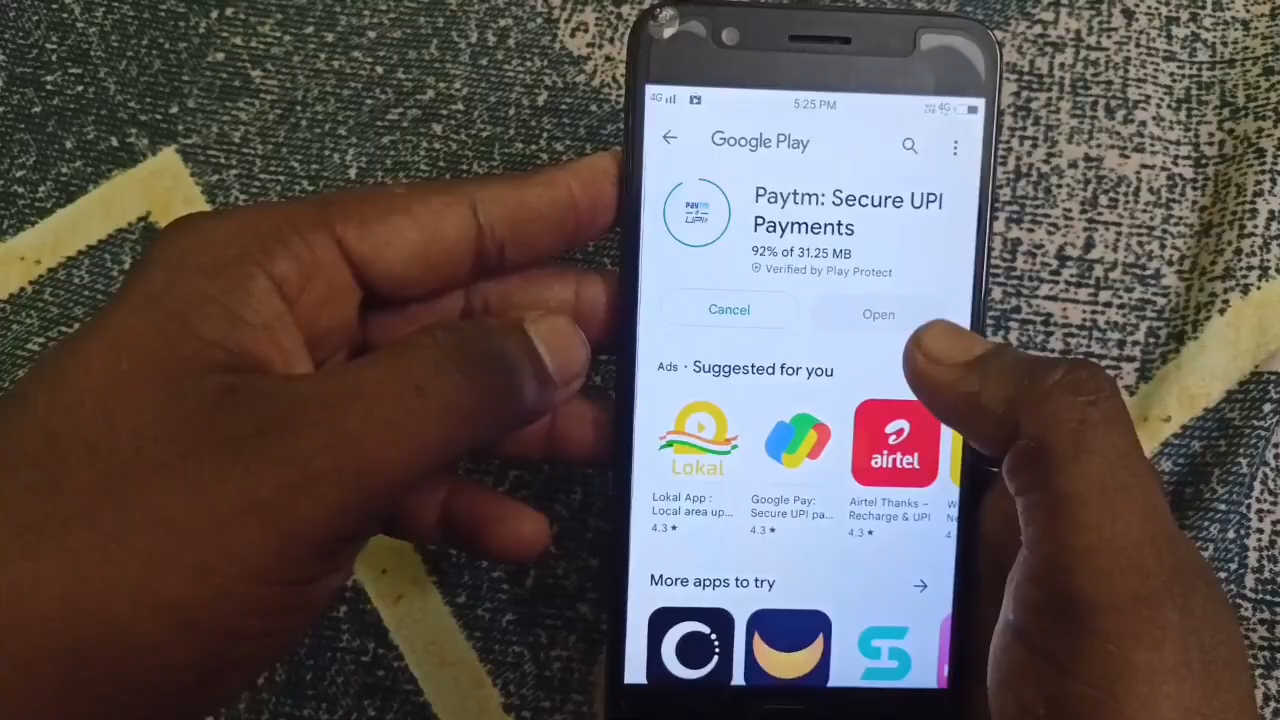 4G 5:25 PM 4G
Google Play
Paytm
UPI
Paytm: Secure UPI
Payments
92% of 31.25 MB
Verified by Play Protect
Cancel Open
Ads · Suggested for you
Lokal
airtel
Lokal App :
Local area up...
4.3 ★
Google Pay:
Secure UPI pa...
4.3 ★
Airtel Thanks –
Recharge & UPI
4.3 ★
More apps to try